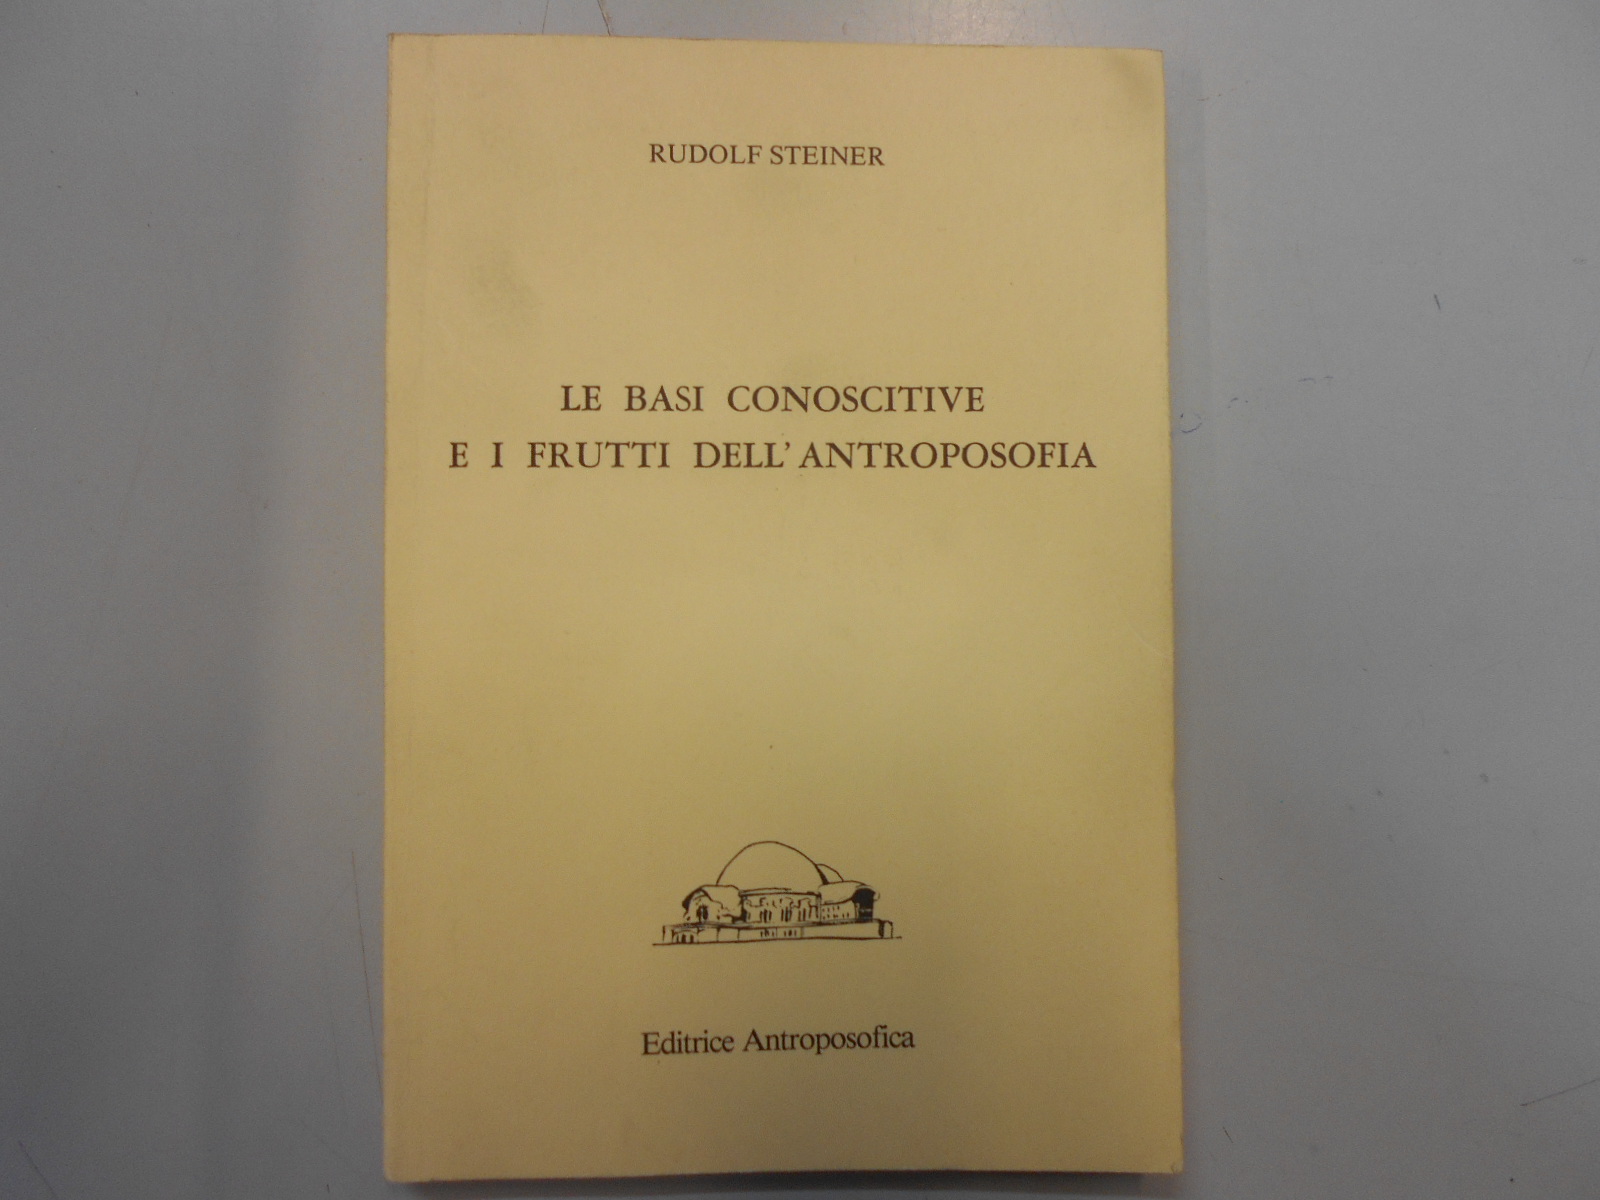 RUDOLF STEINER
LE BASI CONOSCITIVE
E I FRUTTI DELL'ANTROPOSOFIA
Editrice Antroposofica